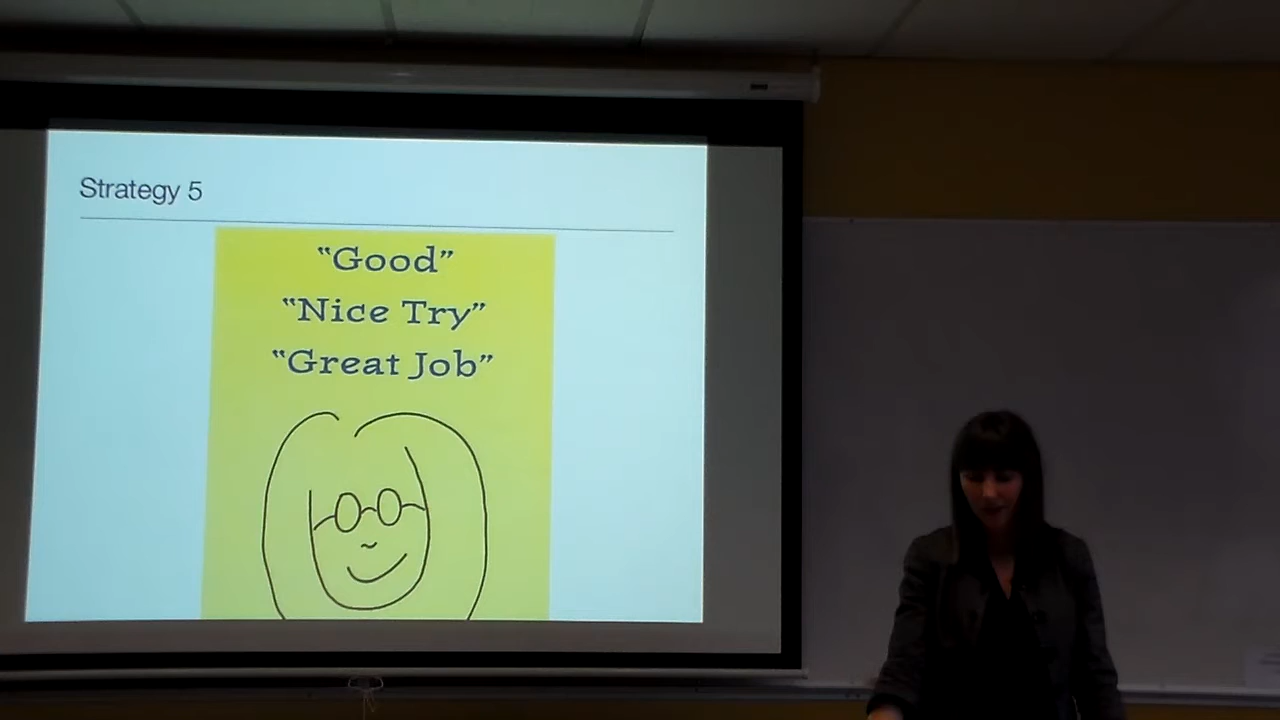 Strategy 5
“Good”
“Nice Try”
“Great Job”